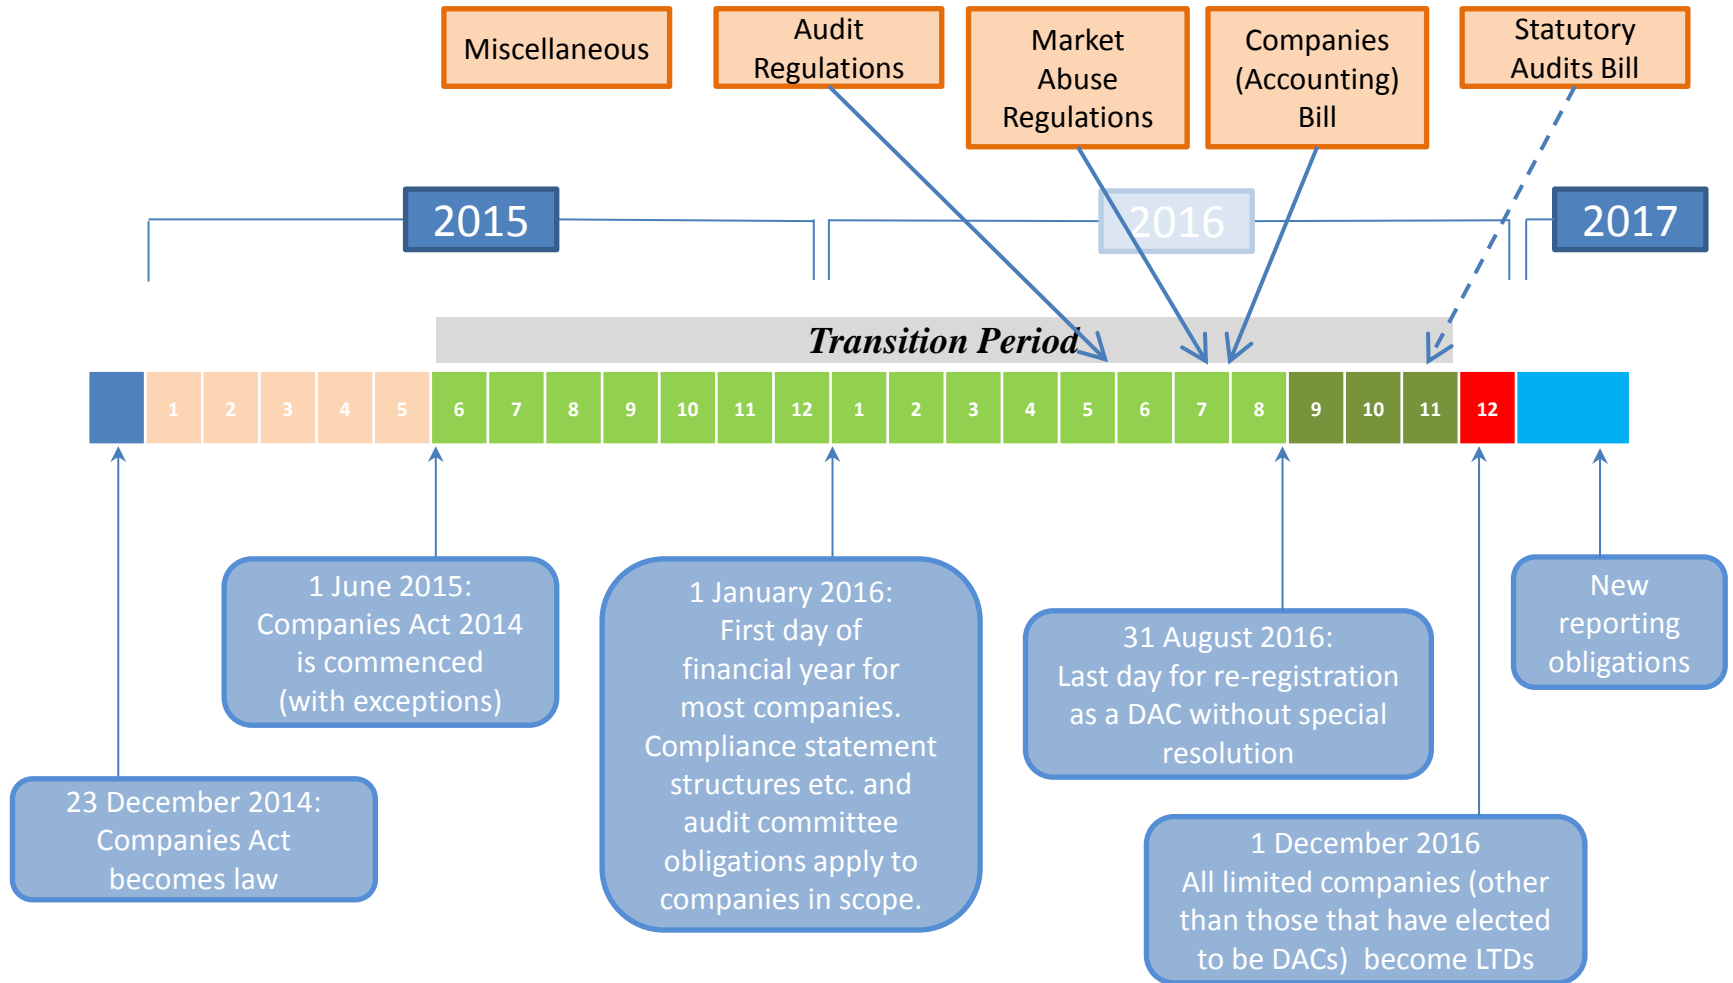 Miscellaneous
Audit
Regulations
Market
Abuse
Regulations
Companies
(Accounting)
Bill
Statutory
Audits Bill
2015
2016
2017
Transition Period
1 2 3 4 5 6 7 8 9 10 11 12 1 2 3 4 5 6 7 8 9 10 11 12
1 June 2015:
Companies Act 2014
is commenced
(with exceptions)
1 January 2016:
First day of
financial year for
most companies.
Compliance statement
structures etc. and
audit committee
obligations apply to
companies in scope.
31 August 2016:
Last day for re-registration
as a DAC without special
resolution
New
reporting
obligations
23 December 2014:
Companies Act
becomes law
1 December 2016
All limited companies (other
than those that have elected
to be DACs) become LTDs